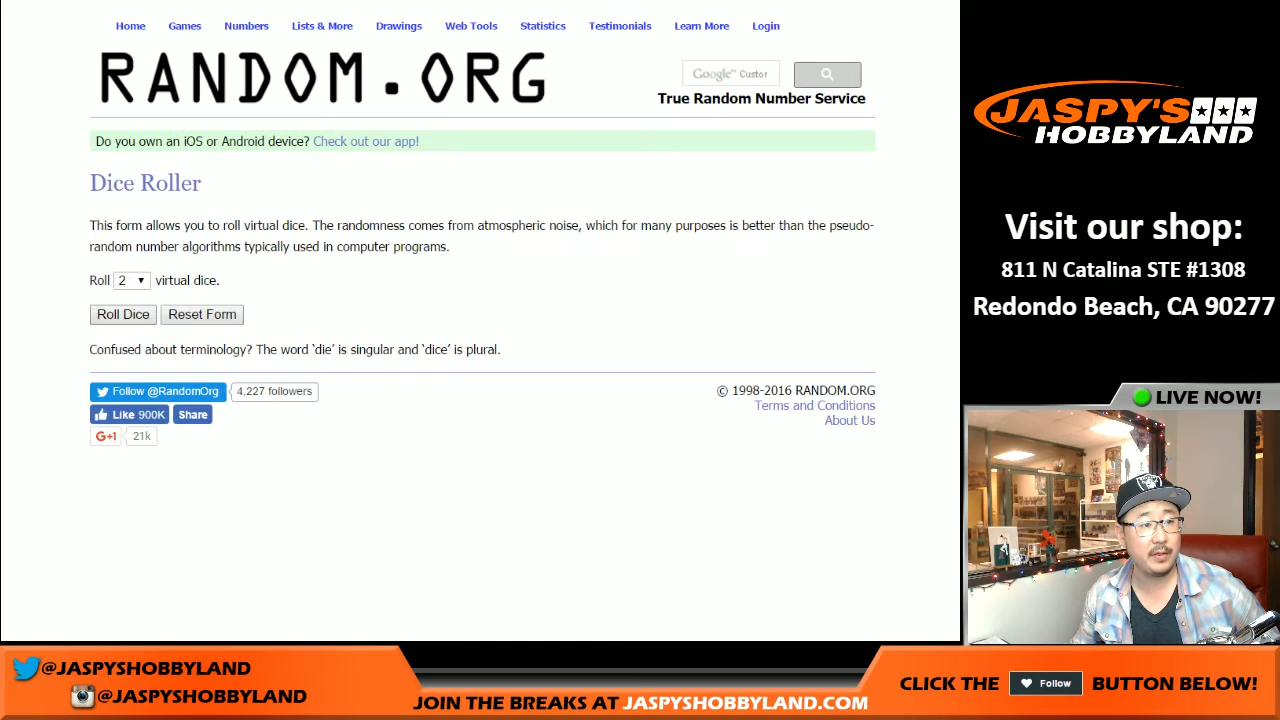 Home Games Numbers Lists & More Drawings Web Tools Statistics Testimonials Learn More Login
RANDOM.ORG
Google™ Custor
True Random Number Service
Do you own an iOS or Android device? Check out our app!
Dice Roller
This form allows you to roll virtual dice. The randomness comes from atmospheric noise, which for many purposes is better than the pseudo-
random number algorithms typically used in computer programs.
Roll 2 virtual dice.
Roll Dice Reset Form
Confused about terminology? The word ‘die’ is singular and ‘dice’ is plural.
Follow @RandomOrg 4,227 followers
Like 900K Share
G+1 21k
© 1998-2016 RANDOM.ORG
Terms and Conditions
About Us
JASPY'S
HOBBYLAND
Visit our shop:
811 N Catalina STE #1308
Redondo Beach, CA 90277
LIVE NOW!
@JASPYSHOBBYLAND
@JASPYSHOBBYLAND
JOIN THE BREAKS AT JASPYSHOBBYLAND.COM
CLICK THE Follow BUTTON BELOW!